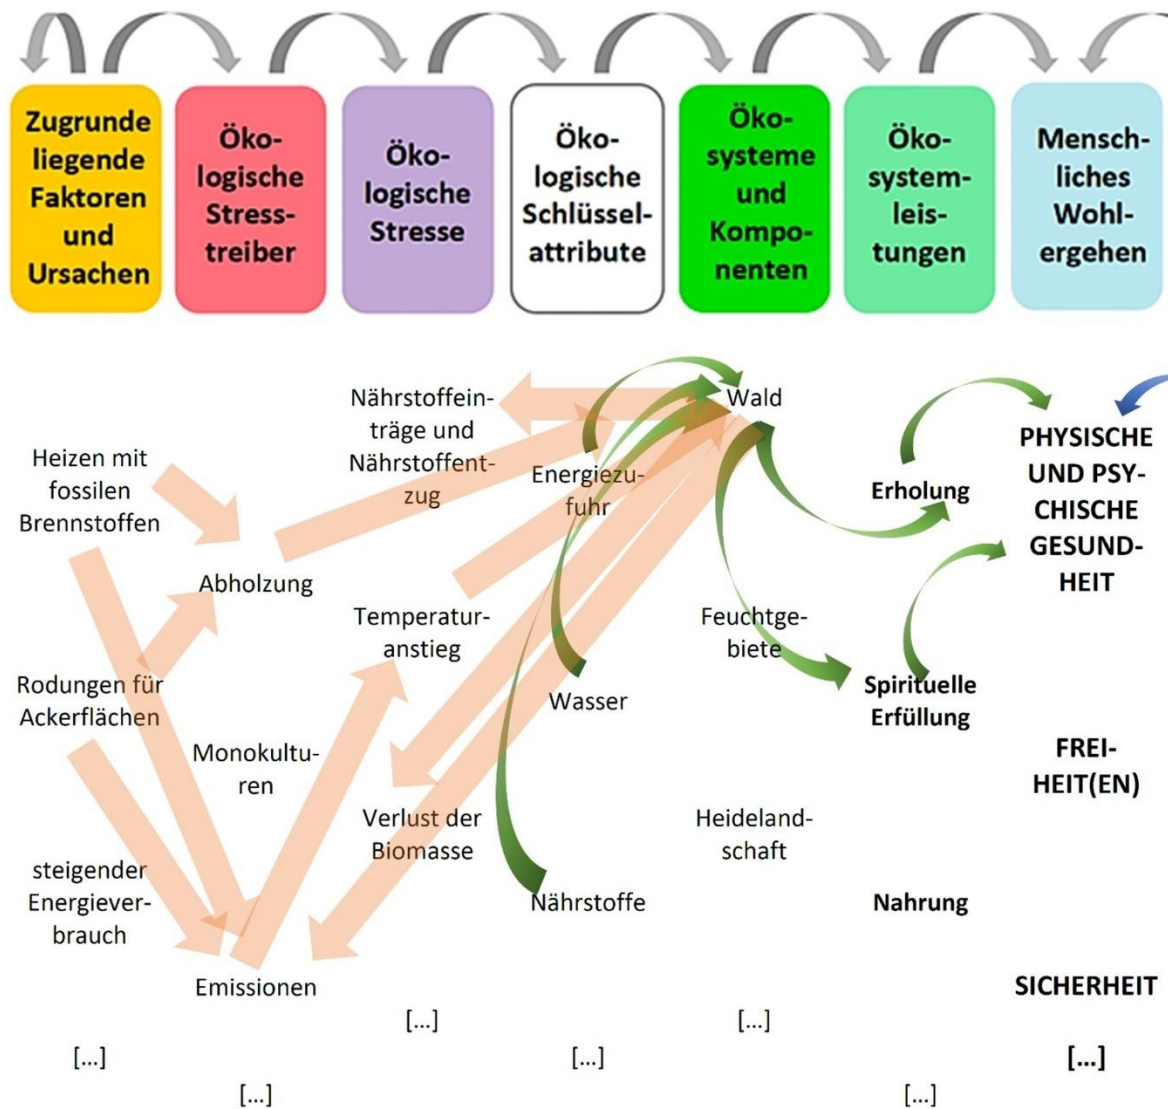 Zugrunde
liegende
Faktoren
und
Ursachen
Öko-
logische
Stress-
treiber
Öko-
logische
Stresse
Öko-
logische
Schlüssel-
attribute
Öko-
systeme
und
Kompo-
nenten
Öko-
system-
leis-
tungen
Mensch-
liches
Wohl-
ergehen
Heizen mit
fossilen
Brennstoffen
Rodungen für
Ackerflächen
steigender
Energiever-
brauch
[...]
Abholzung
Monokultu-
ren
Emissionen
[...]
Nährstoffein-
träge und
Nährstoffent-
zug
Temperatur-
anstieg
Verlust der
Biomasse
[...]
Energiezu-
fuhr
Wasser
Nährstoffe
[...]
Wald
Feuchtge-
biete
Heideland-
schaft
[...]
Erholung
Spirituelle
Erfüllung
Nahrung
[...]
PHYSISCHE
UND PSY-
CHISCHE
GESUND-
HEIT
FREI-
HEIT(EN)
SICHERHEIT
[...]